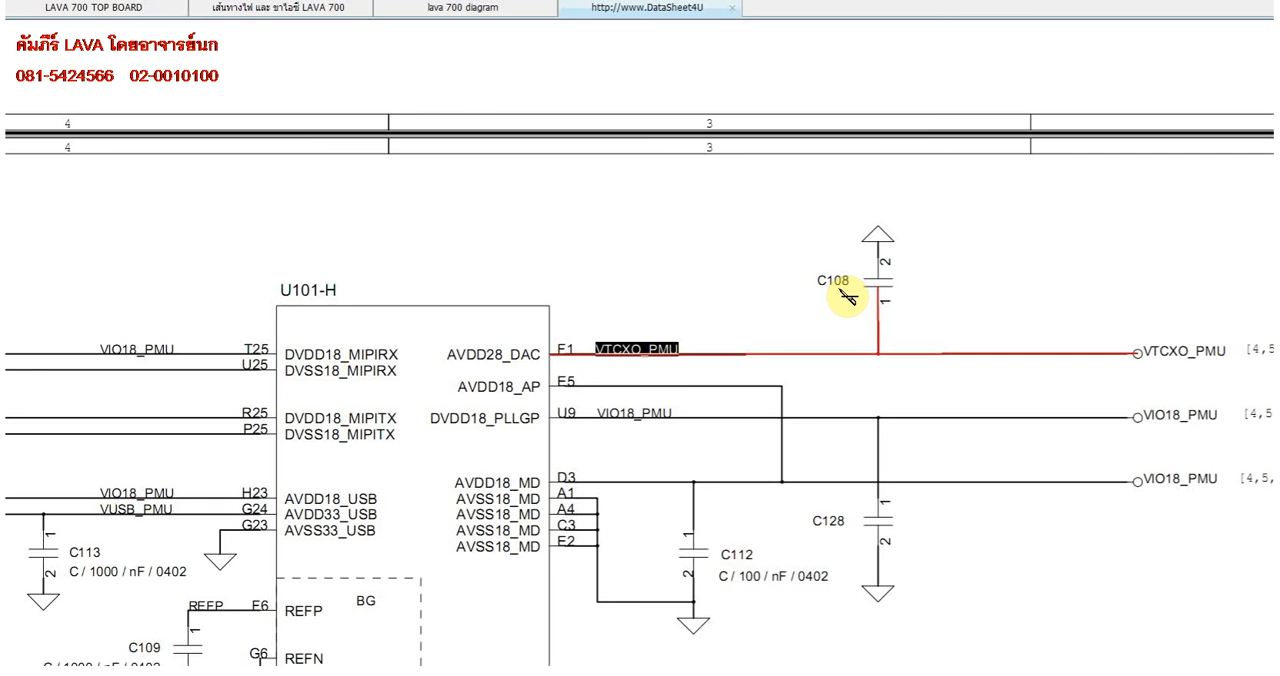 LAVA 700 TOP BOARD
เส้นทางไฟ และ ขาไอซี LAVA 700
lava 700 diagram
http://www.DataSheet4U
คัมภีร์ LAVA โดยอาจารย์นก
081-5424566 02-0010100
4 3
4 3
U101-H
C108
2
1
VIO18_PMU T25 DVDD18_MIPIRX
U25 DVSS18_MIPIRX
AVDD28_DAC F1 VTCXO_PMU
VTCXO_PMU [4,5
AVDD18_AP F5
R25 DVDD18_MIPITX
P25 DVSS18_MIPITX
DVDD18_PLLGP U9 VIO18_PMU
VIO18_PMU [4,5
VIO18_PMU H23 AVDD18_USB
VUSB_PMU G24 AVDD33_USB
G23 AVSS33_USB
AVDD18_MD D3
VIO18_PMU [4,5,
AVSS18_MD A1
AVSS18_MD A4
AVSS18_MD C3
AVSS18_MD F2
C128
1
2
C113
1
2
C / 1000 / nF / 0402
C112
1
2
C / 100 / nF / 0402
REFP F6 REFP
BG
C109
1
G6 REFN